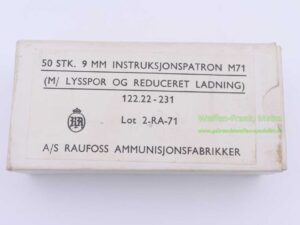 50 STK. 9 MM INSTRUKSJONSPATRON M71
(M/ LYSSPOR OG REDUCERET LADNING)
122.22-231
Lot 2-RA-71
A/S RAUFOSS AMMUNISJONSFABRIKKER